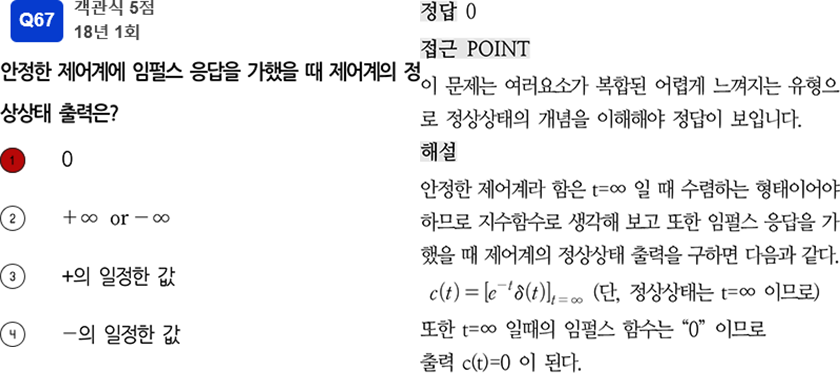 Q67
객관식 5점
18년 1회
안정한 제어계에 임펄스 응답을 가했을 때 제어계의 정
상상태 출력은?
1 0
2 +∞ or −∞
3 +의 일정한 값
4 −의 일정한 값
정답 0
접근 POINT
이 문제는 여러요소가 복합된 어렵게 느껴지는 유형으
로 정상상태의 개념을 이해해야 정답이 보입니다.
해설
안정한 제어계라 함은 t=∞ 일 때 수렴하는 형태이어야
하므로 지수함수로 생각해 보고 또한 임펄스 응답을 가
했을 때 제어계의 정상상태 출력을 구하면 다음과 같다.
c(t) = [e^{-t}δ(t)]_{t=∞} (단, 정상상태는 t=∞ 이므로)
또한 t=∞ 일때의 임펄스 함수는 “0” 이므로
출력 c(t)=0 이 된다.